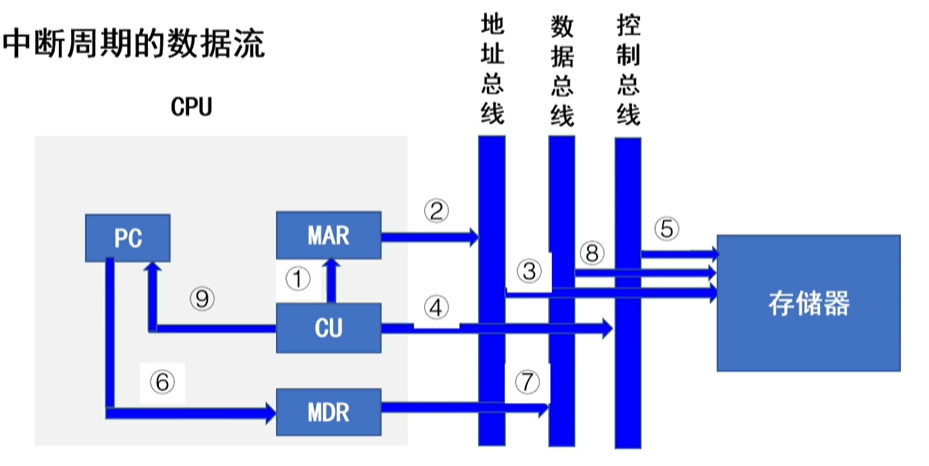 中断周期的数据流
CPU
地址总线
数据总线
控制总线
PC
MAR
CU
MDR
存储器
①
②
③
④
⑤
⑥
⑦
⑧
⑨